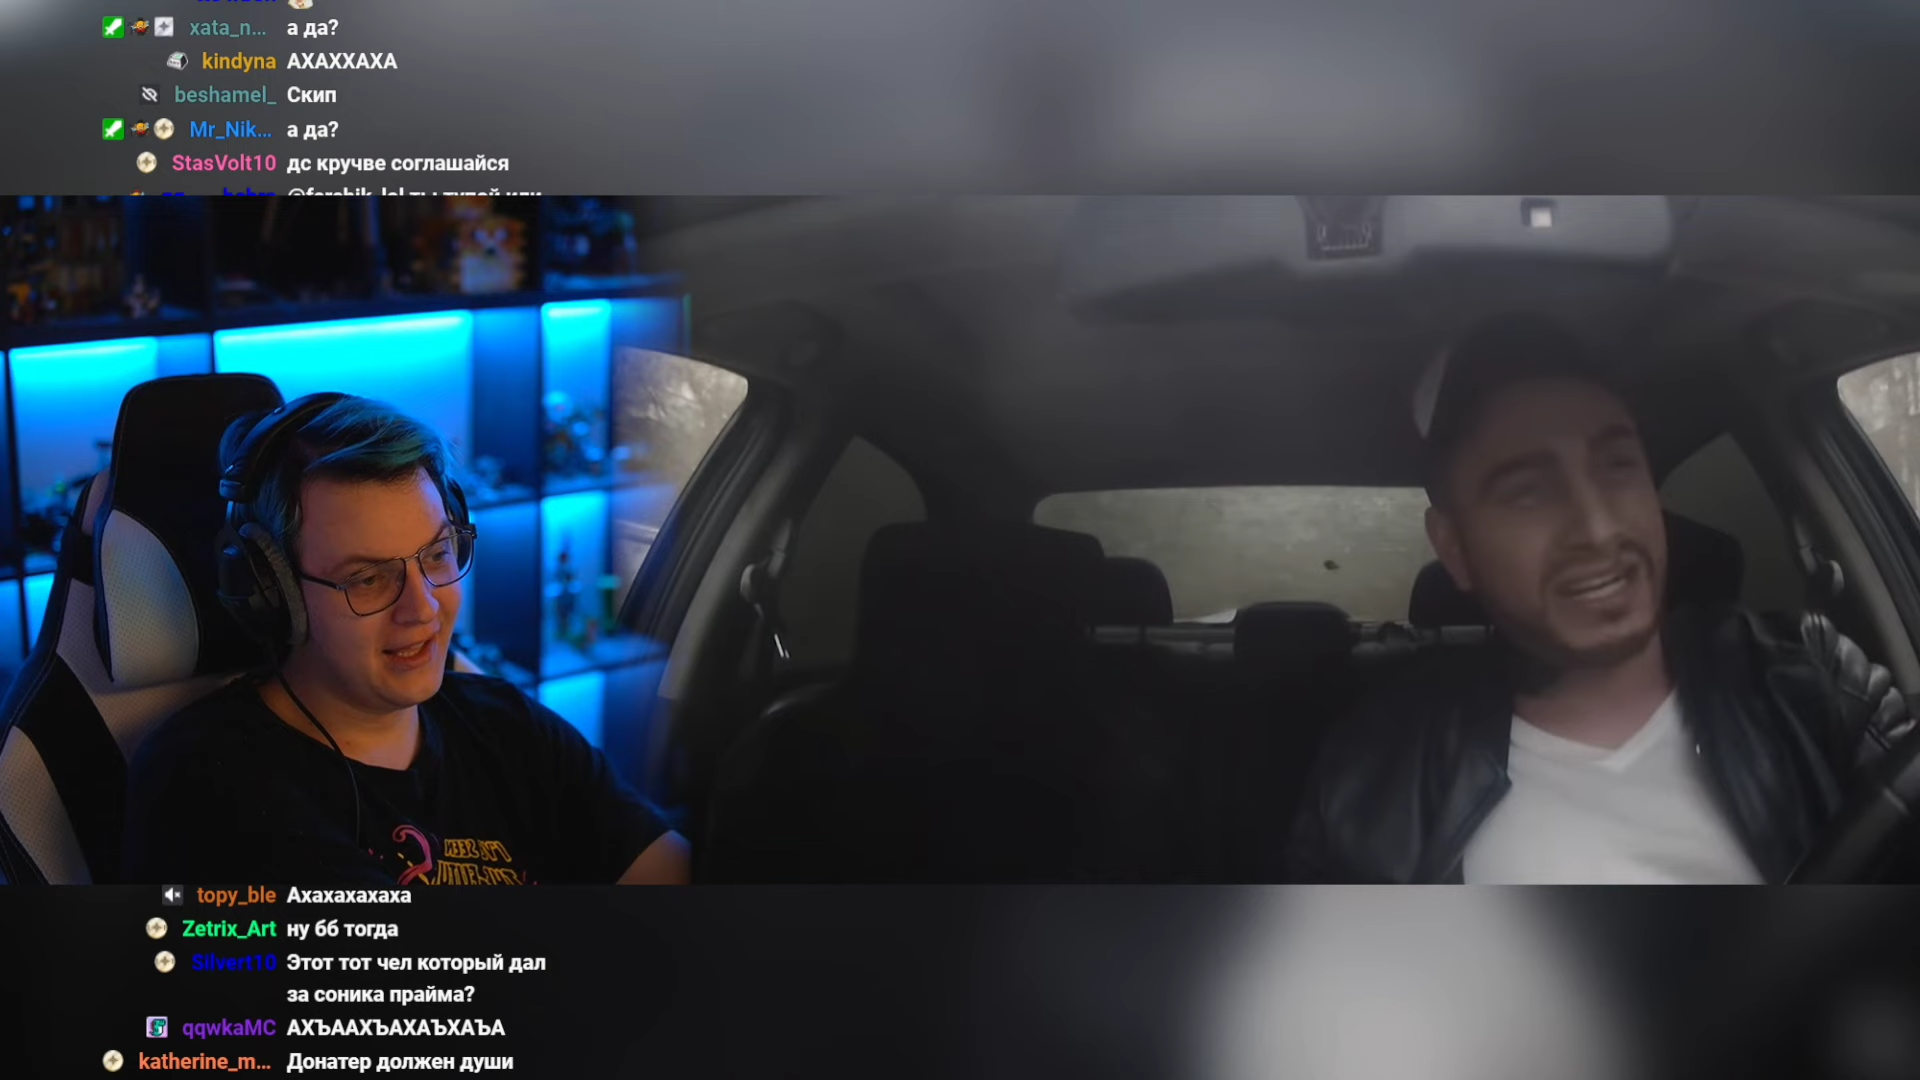 xata_n... а да?
kindyna АХАХХАХА
beshamel_ Скип
Mr_Nik... а да?
StasVolt10 дс кручве соглашайся
topy_ble Ахахахахаха
Zetrix_Art ну бб тогда
Silvert10 Этот тот чел который дал
за соника прайма?
qqwkaMC АХЪААХЪАХАЪХАЪА
katherine_m... Донатер должен души